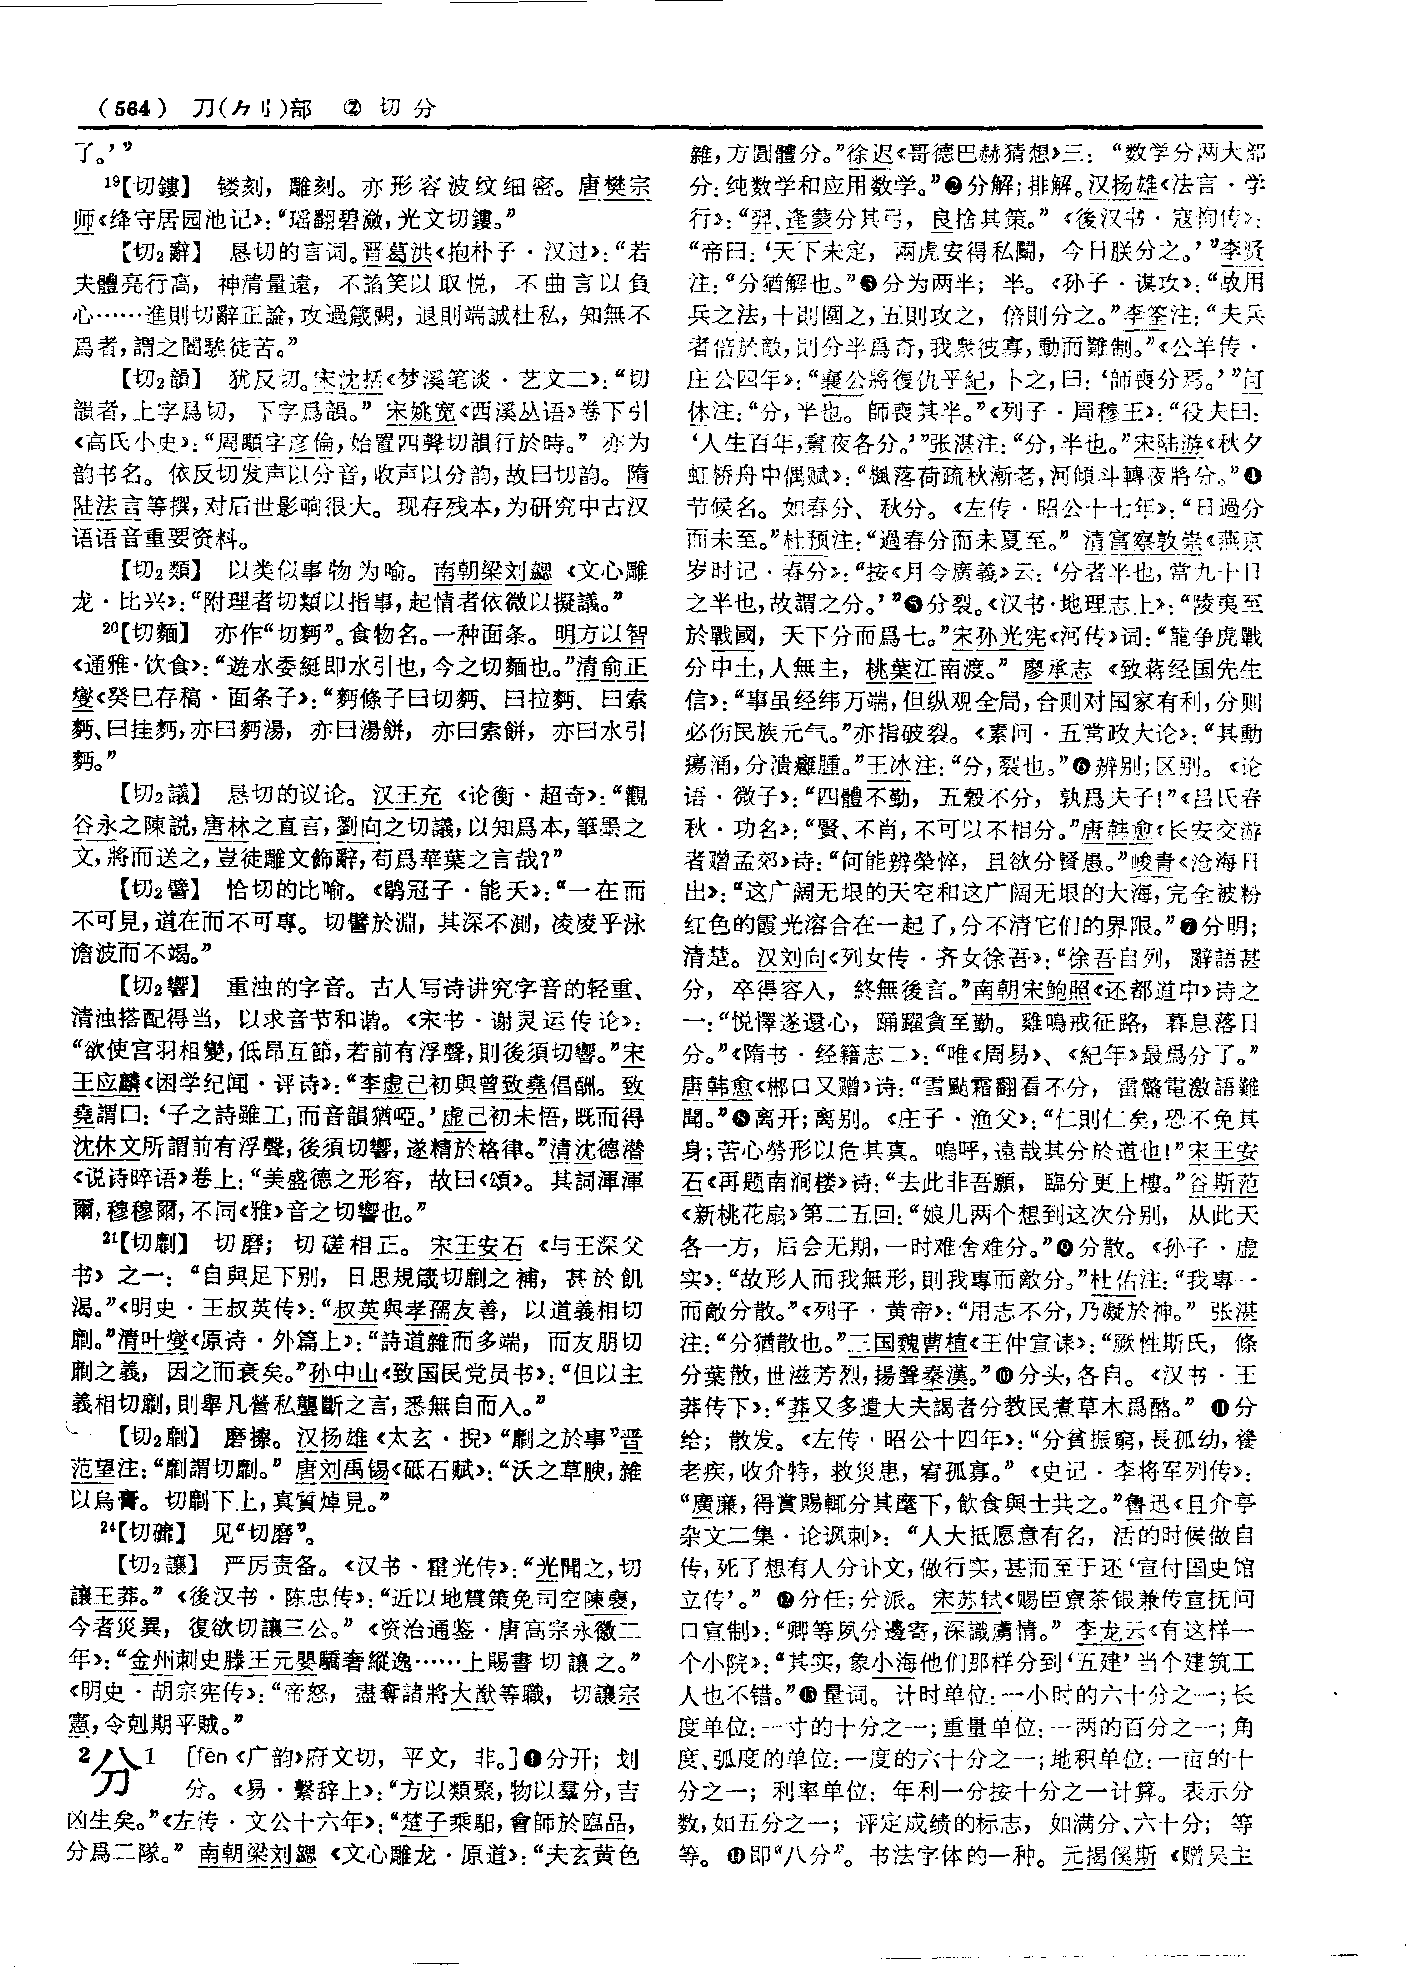 （564） 刀(𠂊刂)部 ② 切 分
了。’”
19【切鏤】 镂刻，雕刻。亦形容波纹细密。唐樊宗
师《绛守居园池记》：“瑶翻碧瀲，光文切鏤。”
【切2辭】 恳切的言词。晋葛洪《抱朴子·汉过》：“若
夫體亮行高，神清量遠，不諂笑以取悦，不曲言以負
心……進則切辭正論，攻過箴闕，退則端誠杜私，知無不
爲者，謂之闇騃徒苦。”
【切2韻】 犹反切。宋沈括《梦溪笔谈·艺文二》：“切
韻者，上字爲切，下字爲韻。”宋姚宽《西溪丛语》卷下引
《高氏小史》：“周顒字彦倫，始置四聲切韻行於時。”亦为
韵书名。依反切发声以分音，收声以分韵，故曰切韵。隋
陆法言等撰，对后世影响很大。现存残本，为研究中古汉
语语音重要资料。
【切2類】 以类似事物为喻。南朝梁刘勰《文心雕
龙·比兴》：“附理者切類以指事，起情者依微以擬議。”
20【切麵】 亦作“切麪”。食物名。一种面条。明方以智
《通雅·饮食》：“遊水委綖即水引也，今之切麵也。”清俞正
燮《癸巳存稿·面条子》：“麪條子曰切麪、曰拉麪、曰索
麪、曰挂麪，亦曰麪湯，亦曰湯餅，亦曰索餅，亦曰水引
麪。”
【切2議】 恳切的议论。汉王充《论衡·超奇》：“觀
谷永之陳説，唐林之直言，劉向之切議，以知爲本，筆墨之
文，將而送之，豈徒雕文飾辭，苟爲華葉之言哉？”
【切2譬】 恰切的比喻。《鹖冠子·能天》：“一在而
不可見，道在而不可專。切譬於淵，其深不測，凌凌乎泳
澹波而不竭。”
【切2響】 重浊的字音。古人写诗讲究字音的轻重、
清浊搭配得当，以求音节和谐。《宋书·谢灵运传论》：
“欲使宫羽相變，低昂互節，若前有浮聲，則後須切響。”宋
王应麟《困学纪闻·评诗》：“李虚己初與曾致堯倡酬。致
堯謂曰：‘子之詩雖工，而音韻猶啞。’虚己初未悟，既而得
沈休文所謂前有浮聲，後須切響，遂精於格律。”清沈德潜
《说诗晬语》卷上：“美盛德之形容，故曰《頌》。其詞渾渾
爾，穆穆爾，不同《雅》音之切響也。”
21【切劘】 切磨；切磋相正。宋王安石《与王深父
书》之一：“自與足下别，日思規箴切劘之補，甚於飢
渴。”《明史·王叔英传》：“叔英與孝孺友善，以道義相切
劘。”清叶燮《原诗·外篇上》：“詩道雜而多端，而友朋切
劘之義，因之而衰矣。”孙中山《致国民党员书》：“但以主
義相切劘，則舉凡營私壟斷之言，悉無自而入。”
【切2劘】 磨擦。汉扬雄《太玄·捝》“劘之於事”晋
范望注：“劘謂切劘。”唐刘禹锡《砥石赋》：“沃之草腴，雜
以烏膏。切劘下上，真質焯見。”
24【切礳】 见“切磨”。
【切2讓】 严厉责备。《汉书·霍光传》：“光聞之，切
讓王莽。”《後汉书·陈忠传》：“近以地震策免司空陳襃，
今者災異，復欲切讓三公。”《资治通鉴·唐高宗永徽二
年》：“金州刺史滕王元嬰驕奢縱逸……上賜書切讓之。”
《明史·胡宗宪传》：“帝怒，盡奪諸將大猷等職，切讓宗
憲，令剋期平賊。”
2分1 ［fēn《广韵》府文切，平文，非。］❶分开；划
分。《易·繫辞上》：“方以類聚，物以羣分，吉
凶生矣。”《左传·文公十六年》：“楚子乘馹，會師於臨品，
分爲二隊。”南朝梁刘勰《文心雕龙·原道》：“夫玄黄色
雜，方圓體分。”徐迟《哥德巴赫猜想》三：“数学分两大部
分：纯数学和应用数学。”❷分解；排解。汉扬雄《法言·学
行》：“羿、逢蒙分其弓，良捨其策。”《後汉书·寇恂传》：
“帝曰：‘天下未定，兩虎安得私鬭，今日朕分之。’”李贤
注：“分猶解也。”❸分为两半；半。《孙子·谋攻》：“故用
兵之法，十則圍之，五則攻之，倍則分之。”李筌注：“夫兵
者倍於敵，則分半爲奇，我衆彼寡，動而難制。”《公羊传·
庄公四年》：“襄公將復仇乎紀，卜之，曰：‘師喪分焉。’”何
休注：“分，半也。師喪其半。”《列子·周穆王》：“役夫曰：
‘人生百年，晝夜各分。’”张湛注：“分，半也。”宋陆游《秋夕
虹桥舟中偶赋》：“楓落荷疏秋漸老，河傾斗轉夜將分。”❹
节候名。如春分、秋分。《左传·昭公十七年》：“日過分
而未至。”杜预注：“過春分而未夏至。”清富察敦崇《燕京
岁时记·春分》：“按《月令廣義》云：‘分者半也，當九十日
之半也，故謂之分。’”❺分裂。《汉书·地理志上》：“陵夷至
於戰國，天下分而爲七。”宋孙光宪《河传》词：“龍争虎戰
分中土，人無主，桃葉江南渡。”廖承志《致蒋经国先生
信》：“事虽经纬万端，但纵观全局，合则对国家有利，分则
必伤民族元气。”亦指破裂。《素问·五常政大论》：“其動
瘍涌，分潰癰腫。”王冰注：“分，裂也。”❻辨别；区别。《论
语·微子》：“四體不勤，五穀不分，孰爲夫子！”《吕氏春
秋·功名》：“賢、不肖，不可以不相分。”唐韩愈《长安交游
者赠孟郊》诗：“何能辨榮悴，且欲分賢愚。”峻青《沧海日
出》：“这广阔无垠的天穹和这广阔无垠的大海，完全被粉
红色的霞光溶合在一起了，分不清它们的界限。”❼分明；
清楚。汉刘向《列女传·齐女徐吾》：“徐吾自列，辭語甚
分，卒得容入，終無後言。”南朝宋鲍照《还都道中》诗之
一：“悦懌遂還心，踊躍貪至勤。雞鳴戒征路，暮息落日
分。”《隋书·经籍志二》：“唯《周易》、《紀年》最爲分了。”
唐韩愈《郴口又赠》诗：“雪颭霜翻看不分，雷驚電激語難
聞。”❽离开；离别。《庄子·渔父》：“仁則仁矣，恐不免其
身；苦心勞形以危其真。嗚呼，遠哉其分於道也！”宋王安
石《再题南涧楼》诗：“去此非吾願，臨分更上樓。”谷斯范
《新桃花扇》第二五回：“娘儿两个想到这次分别，从此天
各一方，后会无期，一时难舍难分。”❾分散。《孙子·虚
实》：“故形人而我無形，則我專而敵分。”杜佑注：“我專一
而敵分散。”《列子·黄帝》：“用志不分，乃凝於神。”张湛
注：“分猶散也。”三国魏曹植《王仲宣诔》：“厥性斯氏，條
分葉散，世滋芳烈，揚聲秦漢。”❿分头，各自。《汉书·王
莽传下》：“莽又多遣大夫謁者分教民煮草木爲酪。”⓫分
给；散发。《左传·昭公十四年》：“分貧振窮，長孤幼，養
老疾，收介特，救災患，宥孤寡。”《史记·李将军列传》：
“廣廉，得賞賜輒分其麾下，飲食與士共之。”鲁迅《且介亭
杂文二集·论讽刺》：“人大抵愿意有名，活的时候做自
传，死了想有人分讣文，做行实，甚而至于还‘宣付国史馆
立传’。”⓬分任；分派。宋苏轼《赐臣寮茶银兼传宣抚问
口宣制》：“卿等夙分邊寄，深識虜情。”李龙云《有这样一
个小院》：“其实，象小海他们那样分到‘五建’当个建筑工
人也不错。”⓭量词。计时单位：一小时的六十分之一；长
度单位：一寸的十分之一；重量单位：一两的百分之一；角
度、弧度的单位：一度的六十分之一；地积单位：一亩的十
分之一；利率单位：年利一分按十分之一计算。表示分
数，如五分之一；评定成绩的标志，如满分、六十分；等
等。⓮即“八分”。书法字体的一种。元揭傒斯《赠吴主